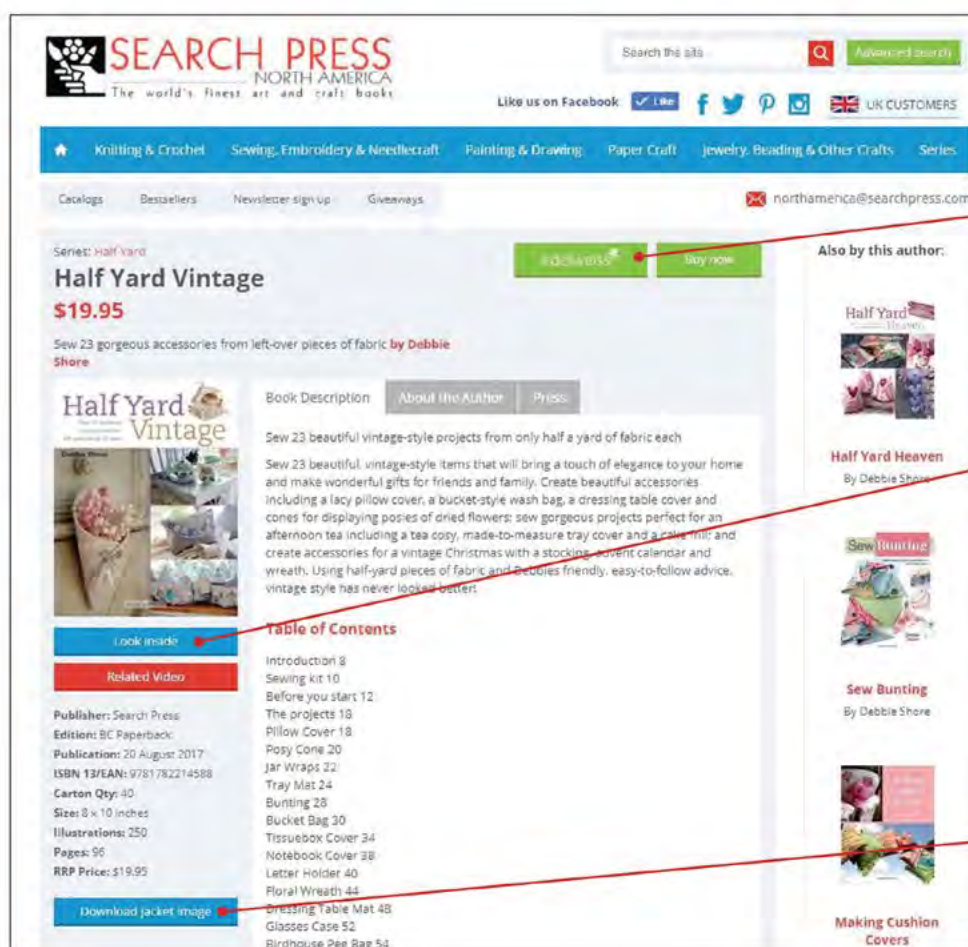 SEARCH PRESS
NORTH AMERICA
The world's finest art and craft books
Search the site
Advanced search
Like us on Facebook
Like
UK CUSTOMERS
Knitting & Crochet
Sewing, Embroidery & Needlecraft
Painting & Drawing
Paper Craft
Jewelry, Beading & Other Crafts
Series
Catalogs
Bestsellers
Newsletter sign up
Giveaways
northamerica@searchpress.com
Series: Half Yard
Half Yard Vintage
$19.95
Sew 23 gorgeous accessories from left-over pieces of fabric by Debbie
Shore
Buy now
Half Yard
Vintage
Debbie Shore
Look inside
Related Video
Publisher: Search Press
Edition: BC Paperback
Publication: 20 August 2017
ISBN 13/EAN: 9781782214588
Carton Qty: 40
Size: 8 x 10 inches
Illustrations: 250
Pages: 96
RRP Price: $19.95
Download jacket image
Book Description
About the Author
Press
Sew 23 beautiful vintage-style projects from only half a yard of fabric each
Sew 23 beautiful, vintage-style items that will bring a touch of elegance to your home
and make wonderful gifts for friends and family. Create beautiful accessories
including a lacy pillow cover, a bucket-style wash bag, a dressing table cover and
cones for displaying posies of dried flowers; sew gorgeous projects perfect for an
afternoon tea including a tea cosy, made-to-measure tray cover and a cake frill; and
create accessories for a vintage Christmas with a stocking, advent calendar and
wreath. Using half-yard pieces of fabric and Debbies friendly, easy-to-follow advice,
vintage style has never looked better!
Table of Contents
Introduction 8
Sewing kit 10
Before you start 12
The projects 18
Pillow Cover 18
Posy Cone 20
Jar Wraps 22
Tray Mat 24
Bunting 28
Bucket Bag 30
Tissuebox Cover 34
Notebook Cover 38
Letter Holder 40
Floral Wreath 44
Dressing Table Mat 48
Glasses Case 52
Birdhouse Peg Bag 54
Also by this author:
Half Yard
Heaven
Half Yard Heaven
By Debbie Shore
Sew Bunting
Sew Bunting
By Debbie Shore
Making Cushion
Covers